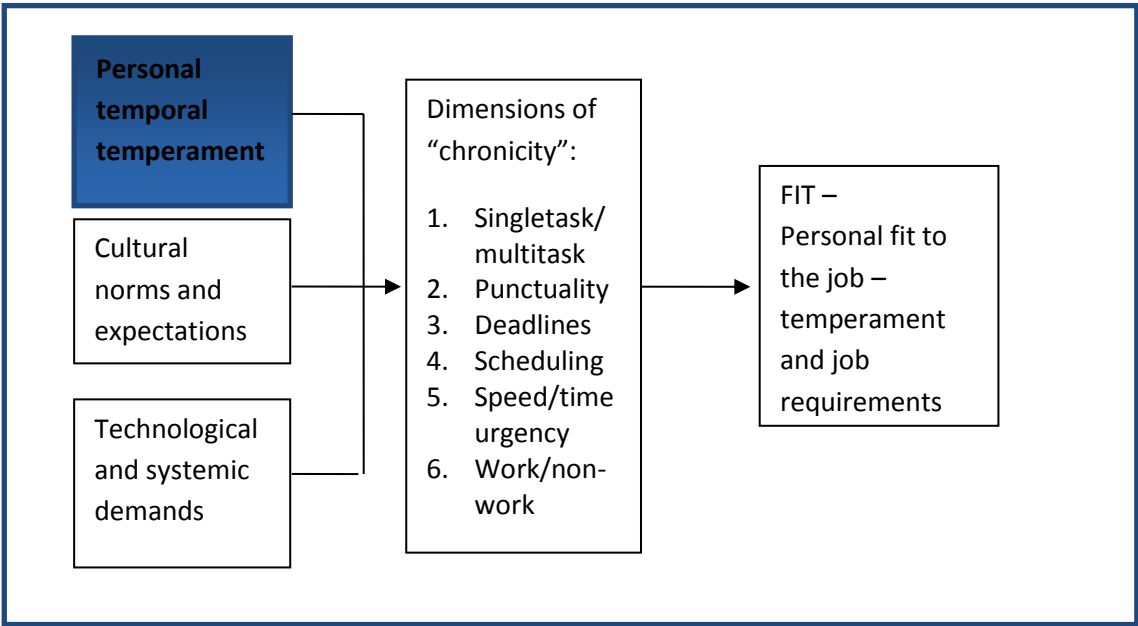 Personal
temporal
temperament
Cultural
norms and
expectations
Technological
and systemic
demands
Dimensions of
“chronicity”:
1. Singletask/
multitask
2. Punctuality
3. Deadlines
4. Scheduling
5. Speed/time
urgency
6. Work/non-
work
FIT –
Personal fit to
the job –
temperament
and job
requirements